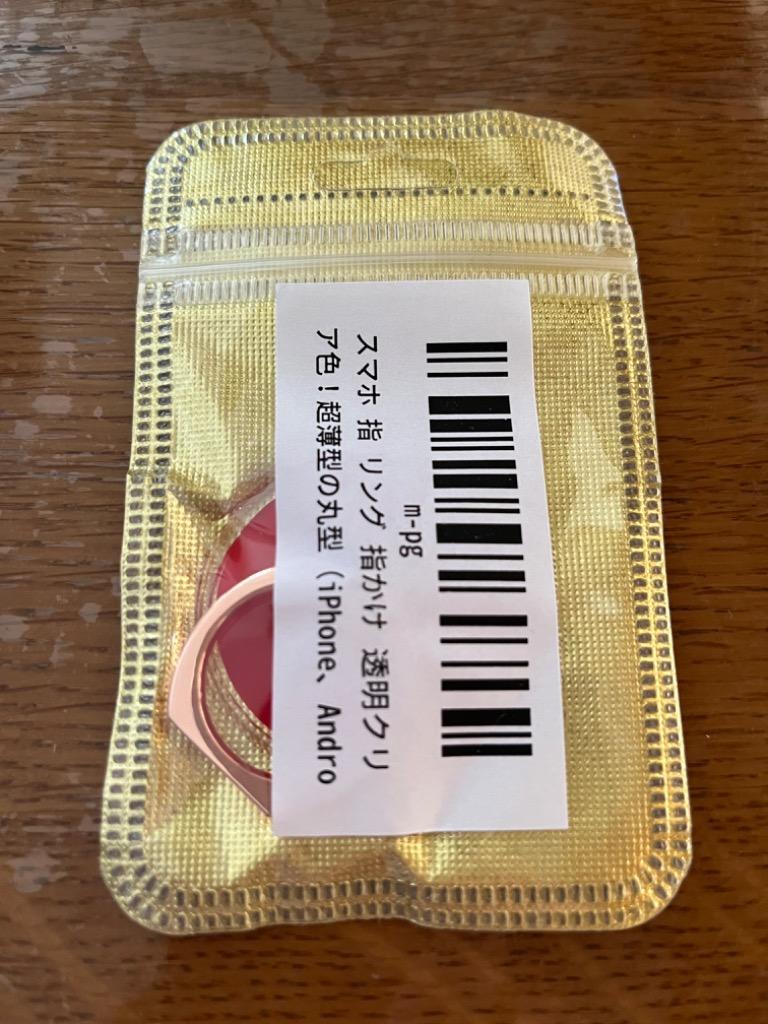 m-pg
スマホ 指 リング 指かけ 透明クリ
ア色！超薄型の丸型（iPhone、Andro